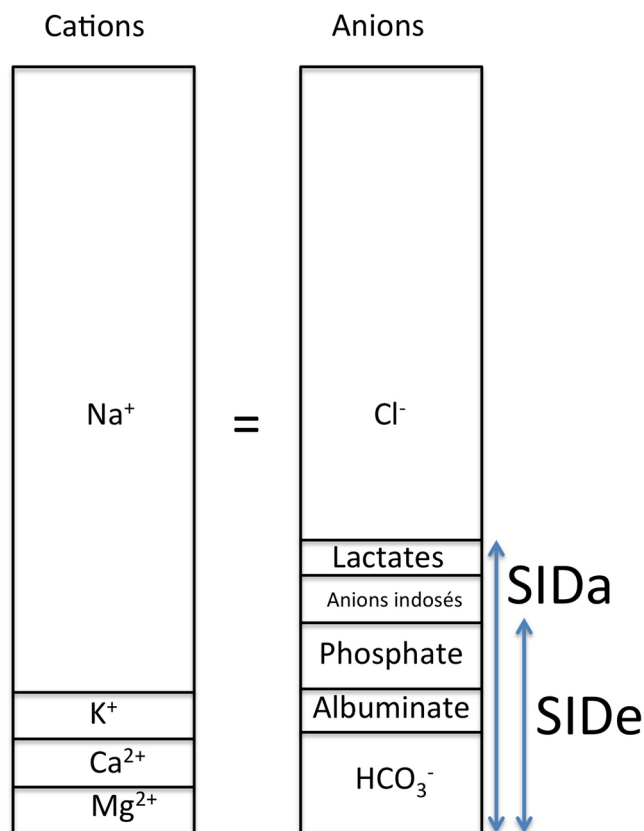 Cations
Anions
Na⁺
=
Cl⁻
Lactates
SIDa
Anions indosés
Phosphate
K⁺
Albuminate
SIDe
Ca²⁺
HCO₃⁻
Mg²⁺